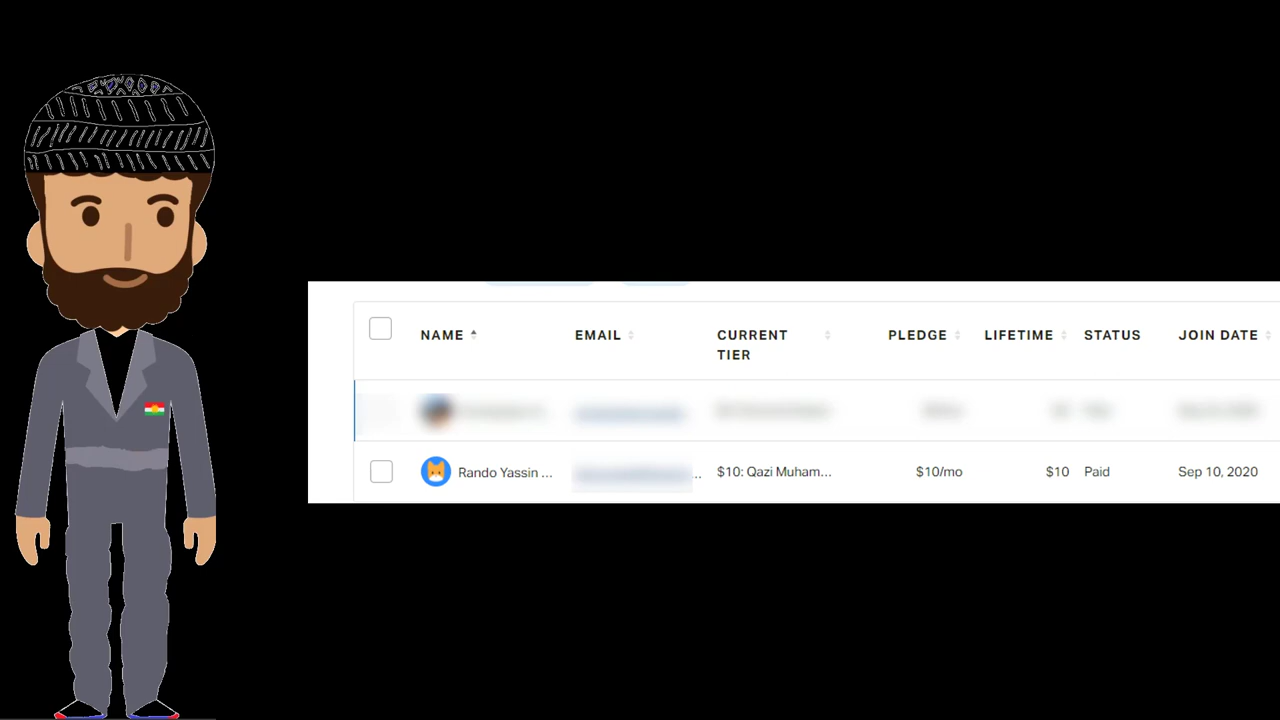 NAME EMAIL CURRENT TIER PLEDGE LIFETIME STATUS JOIN DATE
Rando Yassin ... .. $10: Qazi Muham... $10/mo $10 Paid Sep 10, 2020